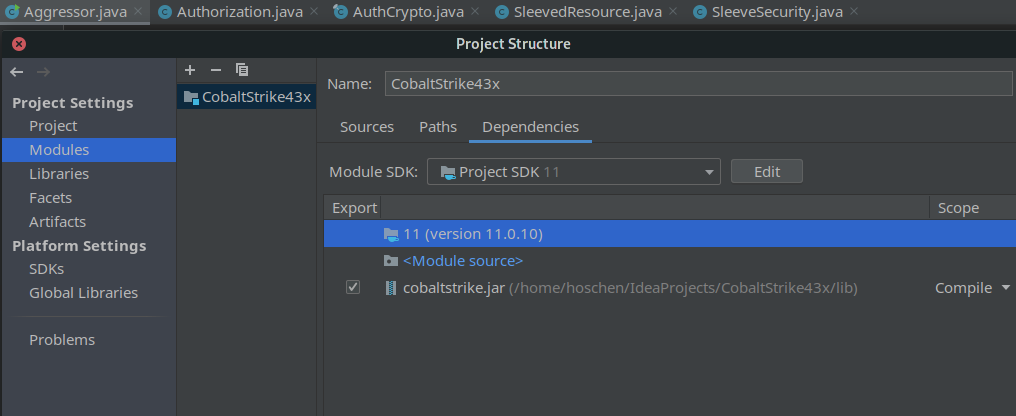 Aggressor.java Authorization.java AuthCrypto.java SleevedResource.java SleeveSecurity.java
Project Structure
Project Settings
Project
Modules
Libraries
Facets
Artifacts
Platform Settings
SDKs
Global Libraries
Problems
CobaltStrike43x
Name: CobaltStrike43x
Sources Paths Dependencies
Module SDK: Project SDK 11 Edit
Export Scope
11 (version 11.0.10)
<Module source>
cobaltstrike.jar (/home/hoschen/IdeaProjects/CobaltStrike43x/lib) Compile